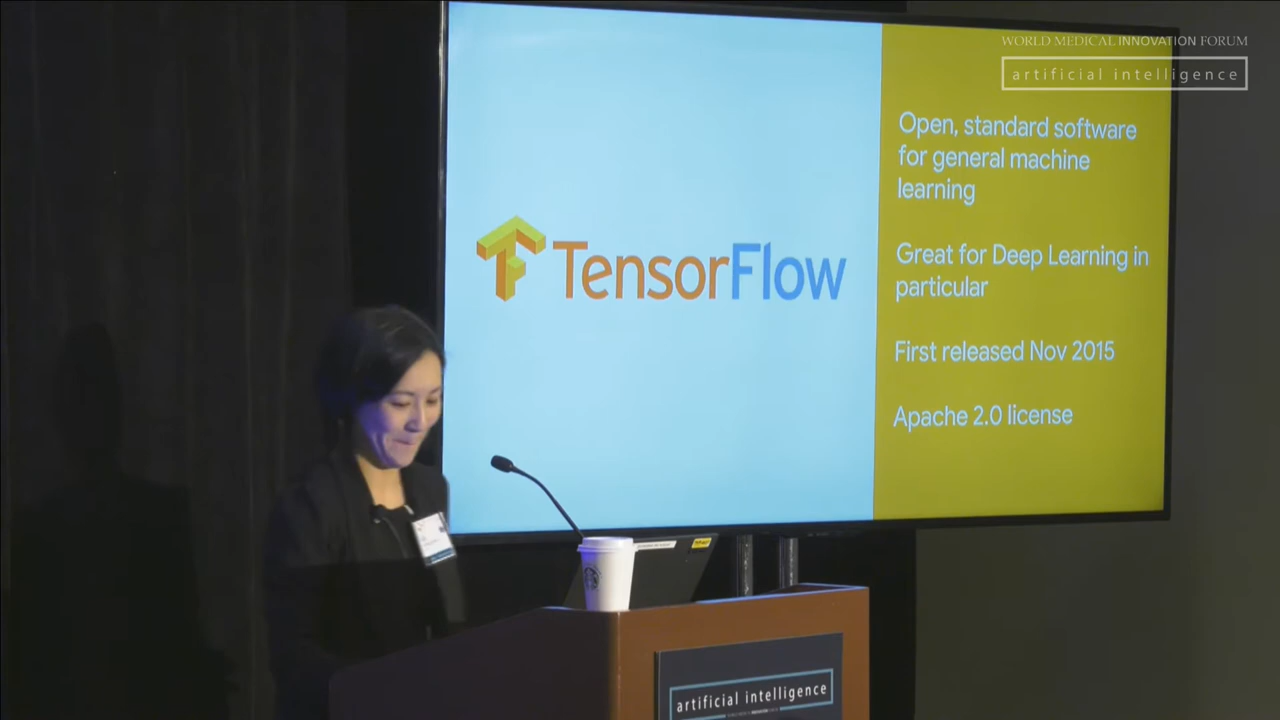 WORLD MEDICAL INNOVATION FORUM
artificial intelligence
Open, standard software
for general machine
learning
Great for Deep Learning in
particular
First released Nov 2015
Apache 2.0 license
TensorFlow
artificial intelligence